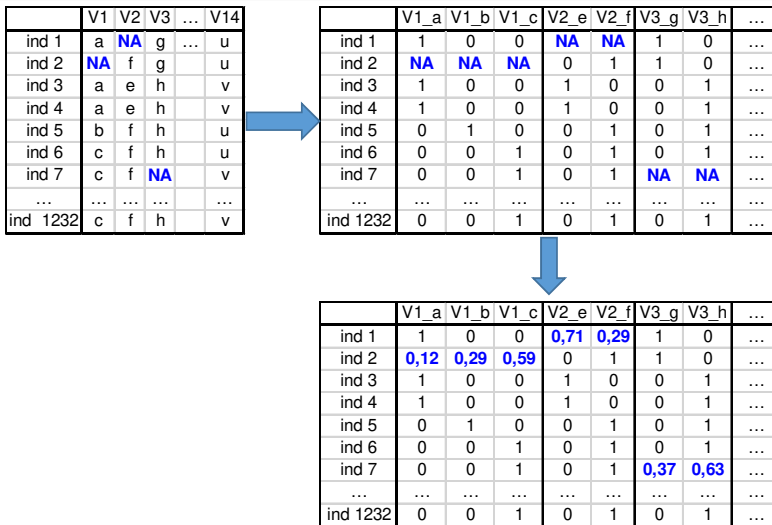 V1 V2 V3 … V14
ind 1 a NA g … u
ind 2 NA f g u
ind 3 a e h v
ind 4 a e h v
ind 5 b f h u
ind 6 c f h u
ind 7 c f NA v
… … … … …
ind 1232 c f h v
V1_a V1_b V1_c V2_e V2_f V3_g V3_h …
ind 1 1 0 0 NA NA 1 0 …
ind 2 NA NA NA 0 1 1 0 …
ind 3 1 0 0 1 0 0 1 …
ind 4 1 0 0 1 0 0 1 …
ind 5 0 1 0 0 1 0 1 …
ind 6 0 0 1 0 1 0 1 …
ind 7 0 0 1 0 1 NA NA …
… … … … … … … … …
ind 1232 0 0 1 0 1 0 1 …
V1_a V1_b V1_c V2_e V2_f V3_g V3_h …
ind 1 1 0 0 0,71 0,29 1 0 …
ind 2 0,12 0,29 0,59 0 1 1 0 …
ind 3 1 0 0 1 0 0 1 …
ind 4 1 0 0 1 0 0 1 …
ind 5 0 1 0 0 1 0 1 …
ind 6 0 0 1 0 1 0 1 …
ind 7 0 0 1 0 1 0,37 0,63 …
… … … … … … … … …
ind 1232 0 0 1 0 1 0 1 …